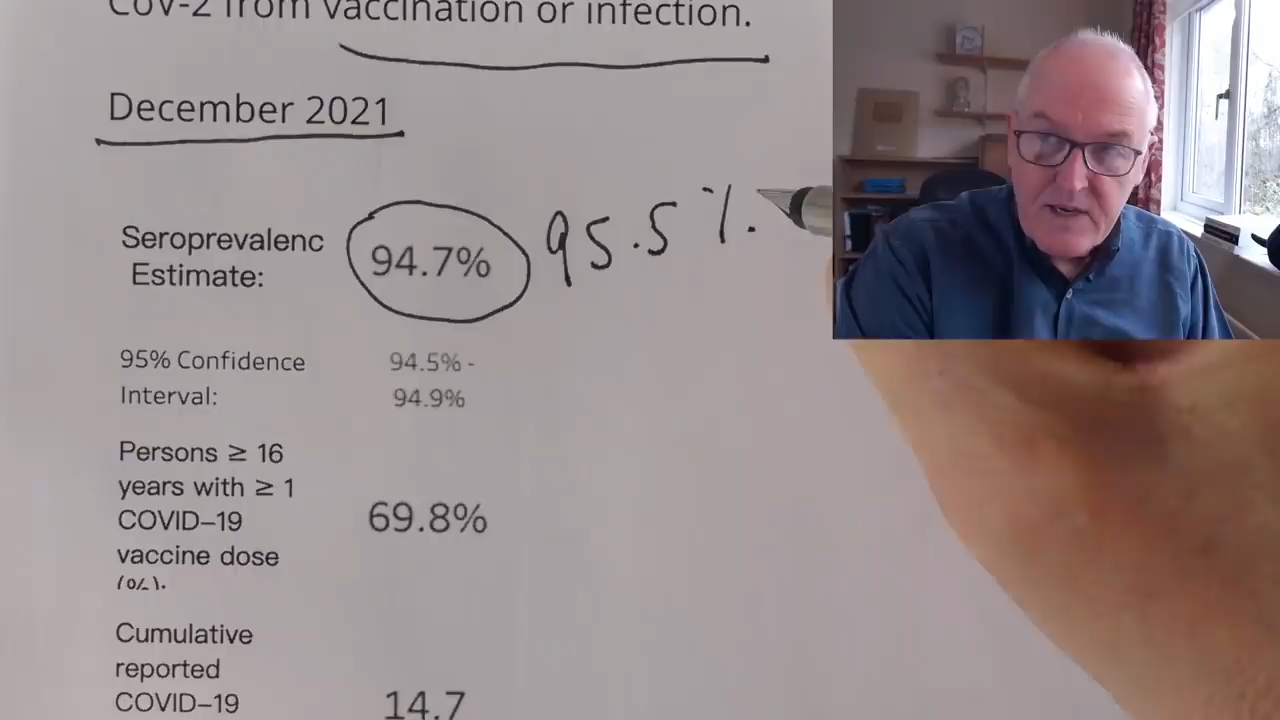 CoV-2 from vaccination or infection.
December 2021
Seroprevalenc 94.7% 95.5%.
Estimate:
95% Confidence 94.5% -
Interval: 94.9%
Persons ≥ 16
years with ≥ 1
COVID–19 69.8%
vaccine dose
(%).
Cumulative
reported
COVID–19 14.7